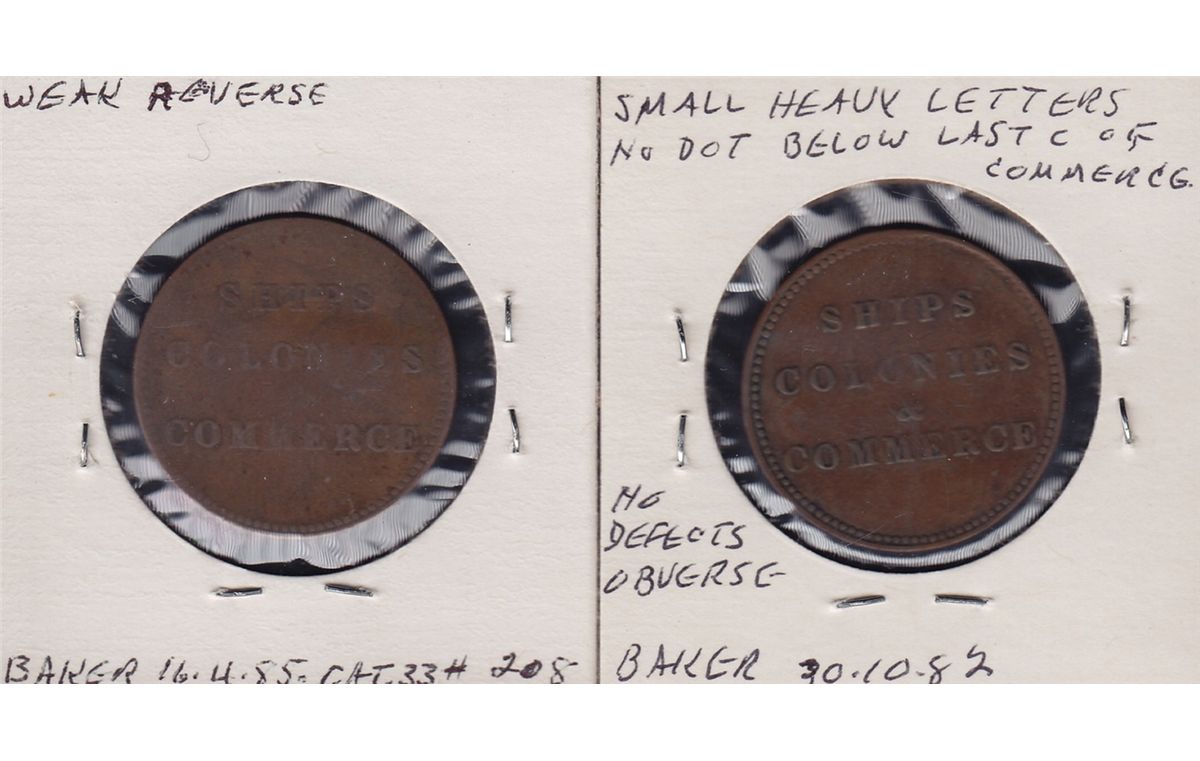 WEAK REVERSE
SHIPS
COLONIES
&
COMMERCE
BAKER 16.4.85. CAT.33# 208
SMALL HEAVY LETTERS
NO DOT BELOW LAST C OF
COMMERCE.
SHIPS
COLONIES
&
COMMERCE
NO
DEFECTS
OBVERSE
BAKER 30.10.82